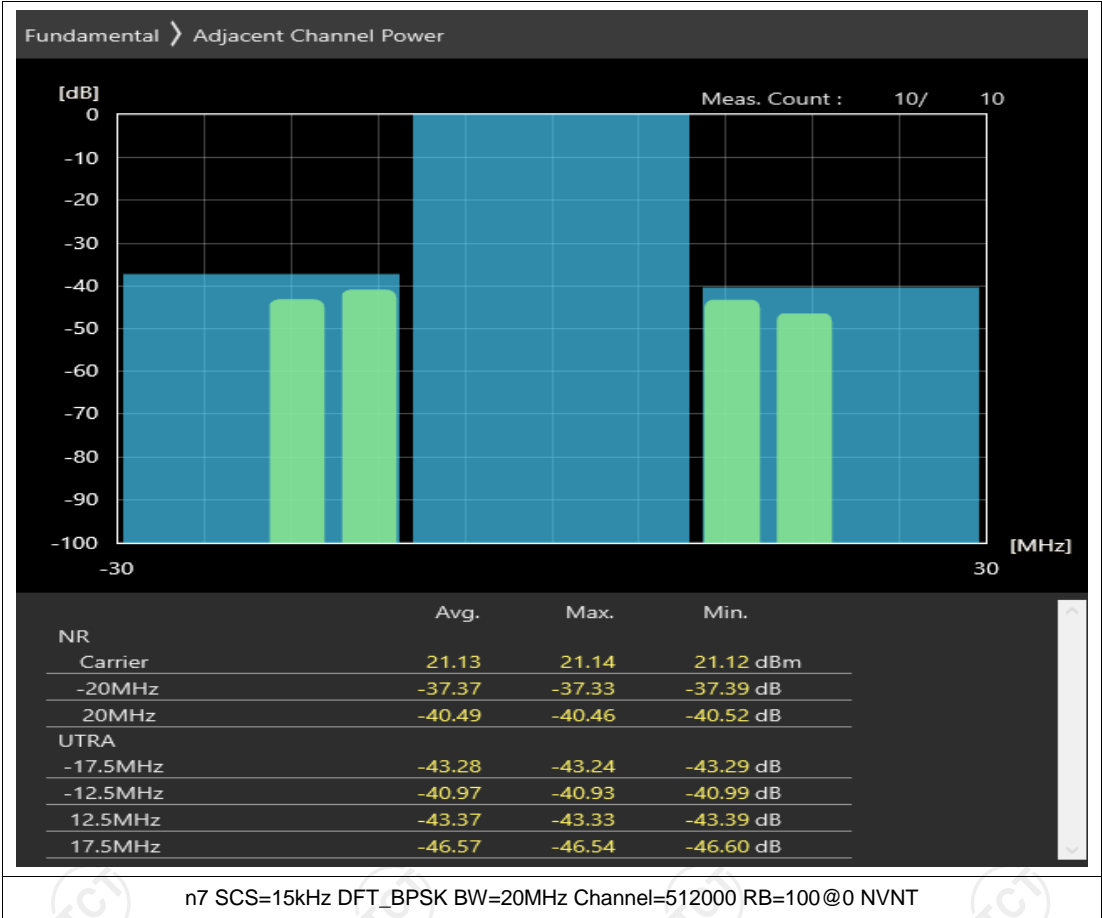 Fundamental 〉 Adjacent Channel Power
[dB]
Meas. Count : 10/ 10
0
-10
-20
-30
-40
-50
-60
-70
-80
-90
-100
[MHz]
-30 30
Avg. Max. Min.
NR
Carrier 21.13 21.14 21.12 dBm
-20MHz -37.37 -37.33 -37.39 dB
20MHz -40.49 -40.46 -40.52 dB
UTRA
-17.5MHz -43.28 -43.24 -43.29 dB
-12.5MHz -40.97 -40.93 -40.99 dB
12.5MHz -43.37 -43.33 -43.39 dB
17.5MHz -46.57 -46.54 -46.60 dB
n7 SCS=15kHz DFT_BPSK BW=20MHz Channel=512000 RB=100@0 NVNT
TCT TCT TCT TCT